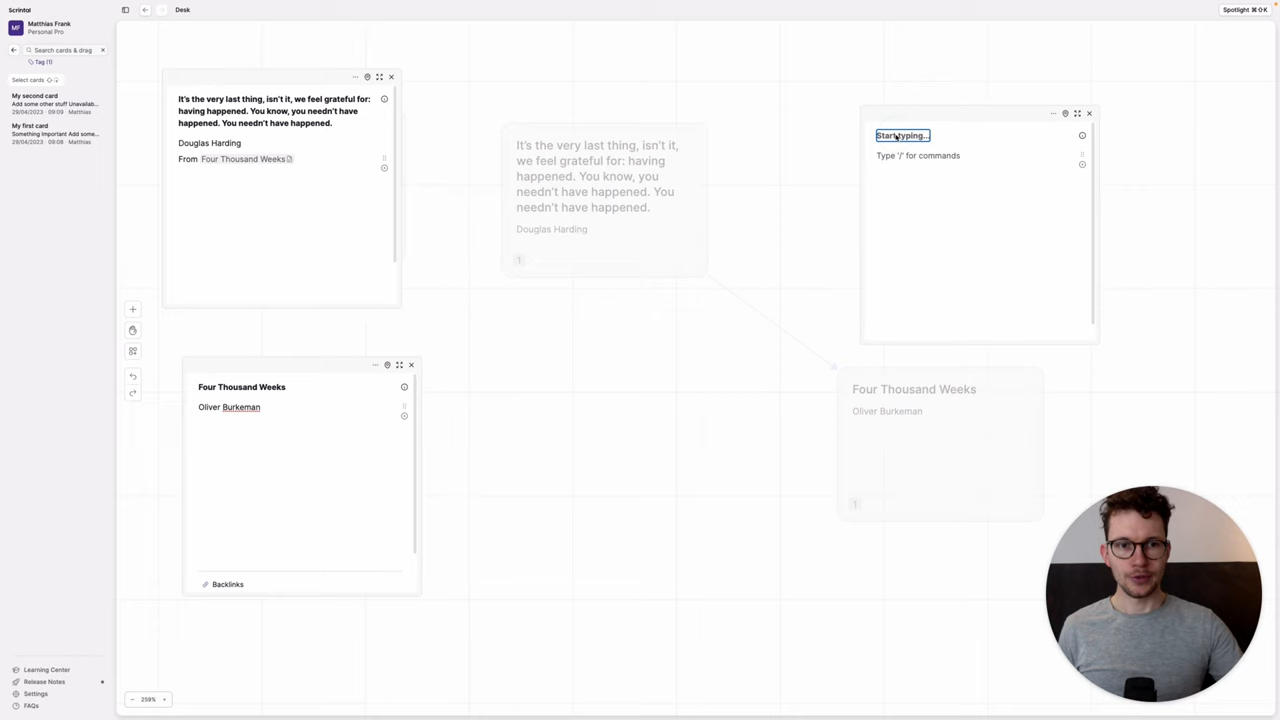 Scrintal
Desk
Spotlight ⌘⇧K
MF
Matthias Frank
Personal Pro
Search cards & drag
Tag (1)
Select cards
My second card
Add some other stuff Unavailab...
29/04/2023 · 09:09 · Matthias
My first card
Something Important Add some...
29/04/2023 · 09:08 · Matthias
It's the very last thing, isn't it, we feel grateful for:
having happened. You know, you needn't have
happened. You needn't have happened.
Douglas Harding
From Four Thousand Weeks
It's the very last thing, isn't it,
we feel grateful for: having
happened. You know, you
needn't have happened. You
needn't have happened.
Douglas Harding
1
Start typing...
Type '/' for commands
Four Thousand Weeks
Oliver Burkeman
Backlinks
Four Thousand Weeks
Oliver Burkeman
1
Learning Center
Release Notes
Settings
FAQs
− 259% +